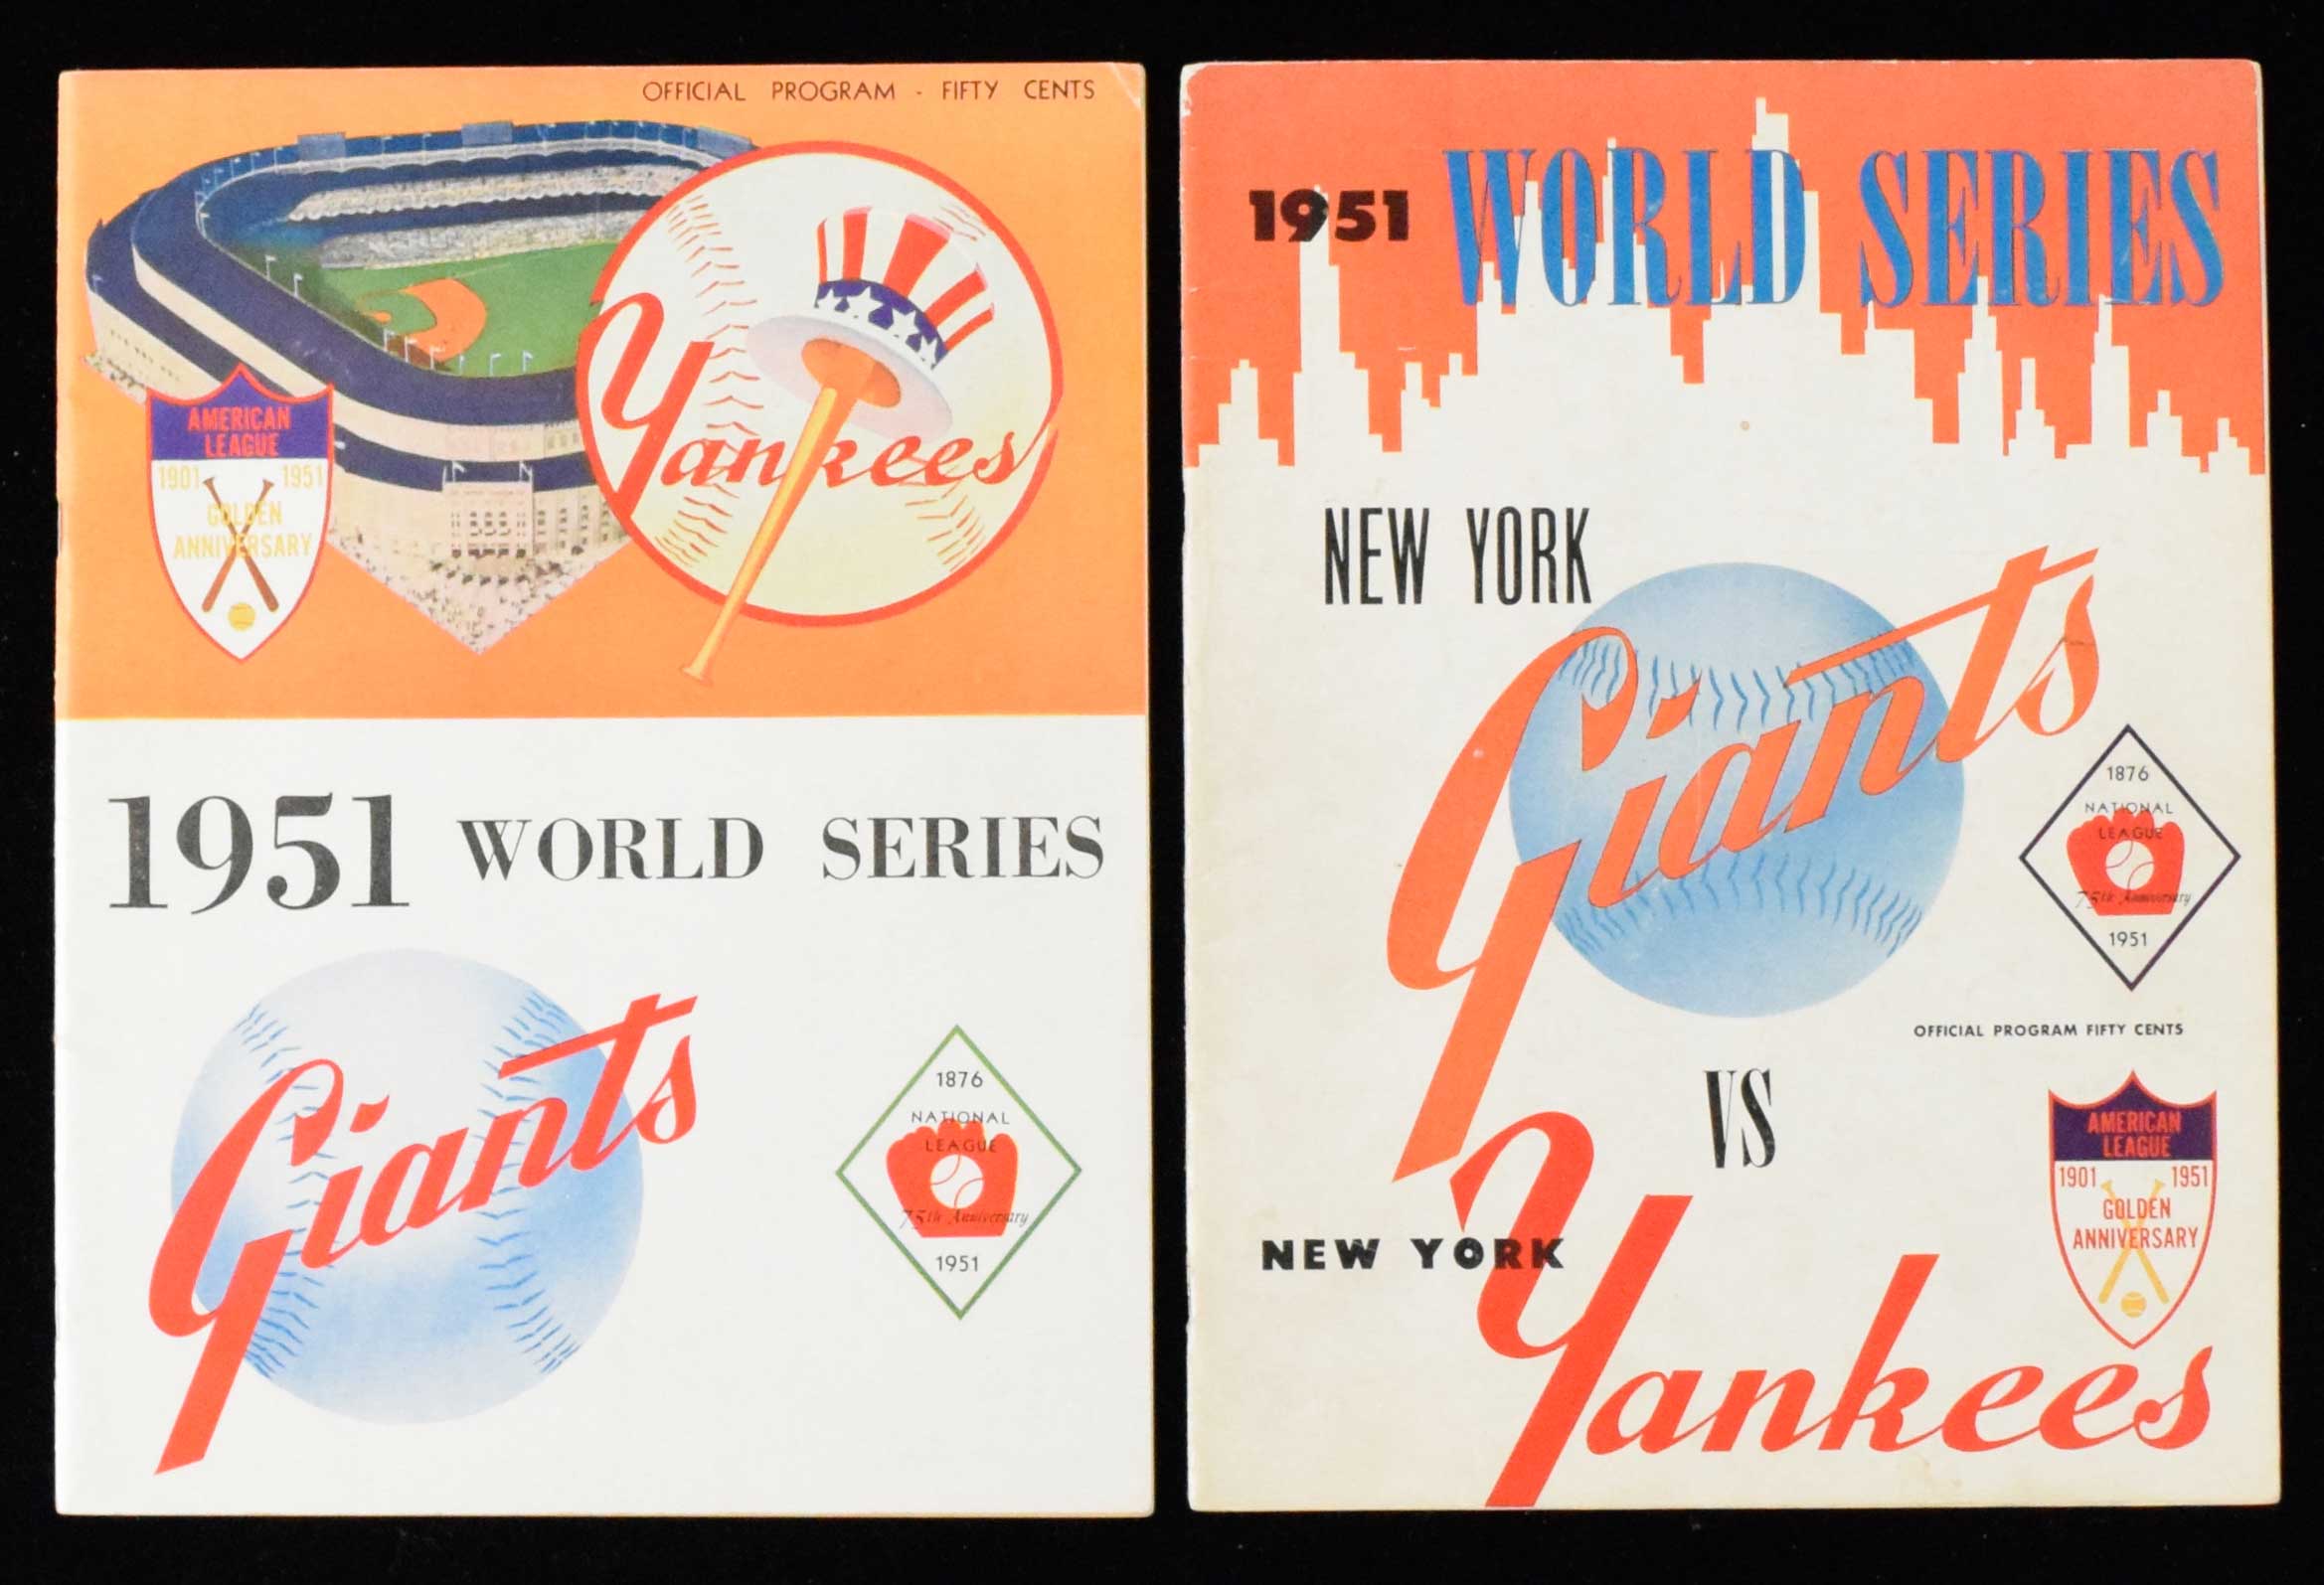 OFFICIAL PROGRAM - FIFTY CENTS
Yankees
AMERICAN
LEAGUE
1901 1951
GOLDEN
ANNIVERSARY
1951 WORLD SERIES
Giants
1876
NATIONAL
LEAGUE
75th Anniversary
1951
1951 WORLD SERIES
NEW YORK
Giants
1876
NATIONAL
LEAGUE
75th Anniversary
1951
OFFICIAL PROGRAM FIFTY CENTS
VS
AMERICAN
LEAGUE
1901 1951
GOLDEN
ANNIVERSARY
NEW YORK
Yankees